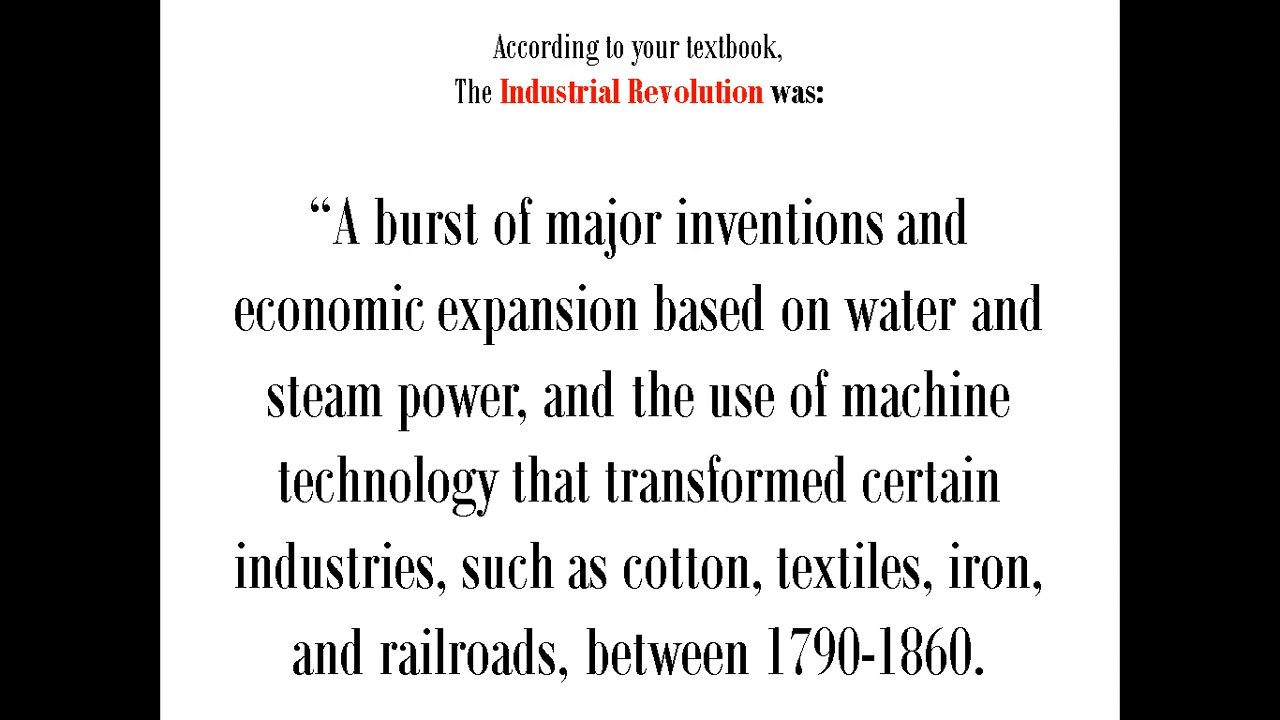 According to your textbook,
The Industrial Revolution was:
“A burst of major inventions and
economic expansion based on water and
steam power, and the use of machine
technology that transformed certain
industries, such as cotton, textiles, iron,
and railroads, between 1790-1860.